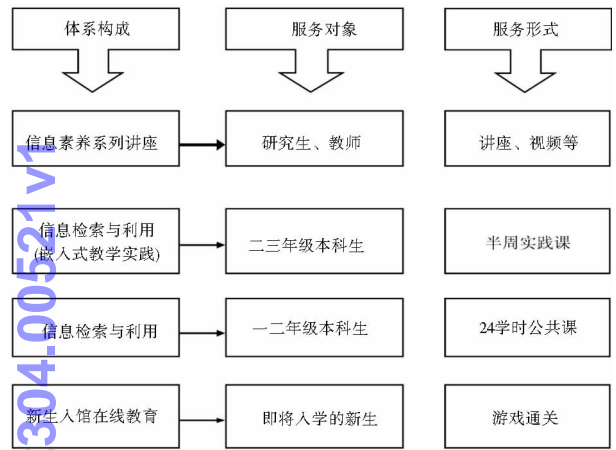 体系构成
服务对象
服务形式
信息素养系列讲座
研究生、教师
讲座、视频等
信息检索与利用
(嵌入式教学实践)
二三年级本科生
半周实践课
信息检索与利用
一二年级本科生
24学时公共课
新生入馆在线教育
即将入学的新生
游戏通关
304.00521v1